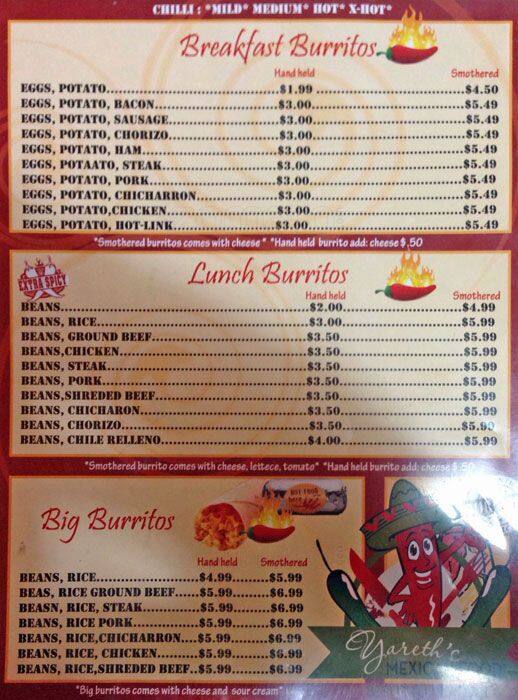 CHILLI : *MILD* MEDIUM* HOT* X-HOT*
Breakfast Burritos
Hand held Smothered
EGGS, POTATO.....$1.99.....$4.50
EGGS, POTATO, BACON.....$3.00.....$5.49
EGGS, POTATO, SAUSAGE.....$3.00.....$5.49
EGGS, POTATO, CHORIZO.....$3.00.....$5.49
EGGS, POTATO, HAM.....$3.00.....$5.49
EGGS, POTAATO, STEAK.....$3.00.....$5.49
EGGS, POTATO, PORK.....$3.00.....$5.49
EGGS, POTATO, CHICHARRON.....$3.00.....$5.49
EGGS, POTATO,CHICKEN.....$3.00.....$5.49
EGGS, POTATO, HOT-LINK.....$3.00.....$5.49
*Smothered burritos comes with cheese * *Hand held burrito add: cheese $.50
EXTRA SPICY
Lunch Burritos
Hand held Smothered
BEANS.....$2.00.....$4.99
BEANS, RICE.....$3.00.....$5.99
BEANS, GROUND BEEF.....$3.50.....$5.99
BEANS,CHICKEN.....$3.50.....$5.99
BEANS, STEAK.....$3.50.....$5.99
BEANS, PORK.....$3.50.....$5.99
BEANS,SHREDED BEEF.....$3.50.....$5.99
BEANS, CHICHARON.....$3.50.....$5.99
BEANS, CHORIZO.....$3.50.....$5.99
BEANS, CHILE RELLENO.....$4.00.....$5.99
*Smothered burrito comes with cheese, lettece, tomato* *Hand held burrito add: cheese $.50
Big Burritos
Hand held Smothered
BEANS, RICE.....$4.99.....$5.99
BEAS, RICE GROUND BEEF.....$5.99.....$6.99
BEASN, RICE, STEAK.....$5.99.....$6.99
BEANS, RICE PORK.....$5.99.....$6.99
BEANS, RICE,CHICHARRON.....$5.99.....$6.99
BEANS, RICE, CHICKEN.....$5.99.....$6.99
BEANS, RICE,SHREDED BEEF..$5.99.....$6.99
*Big burritos comes with cheese and sour cream*
Yareth's
MEXICAN FOOD